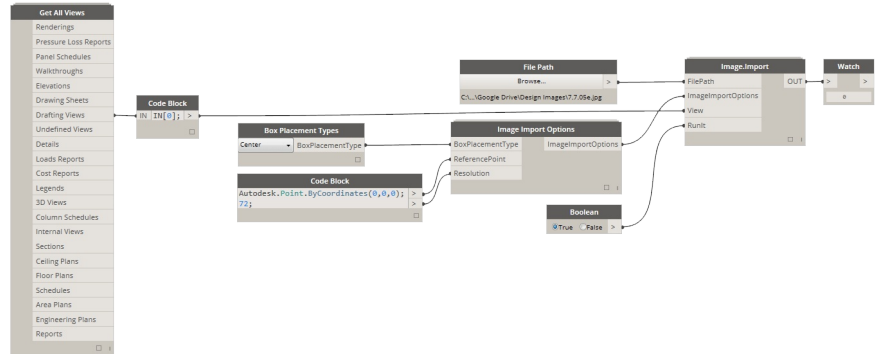 Get All Views
Renderings
Pressure Loss Reports
Panel Schedules
Walkthroughs
Elevations
Drawing Sheets
Drafting Views
Undefined Views
Details
Loads Reports
Cost Reports
Legends
3D Views
Column Schedules
Internal Views
Sections
Ceiling Plans
Floor Plans
Schedules
Area Plans
Engineering Plans
Reports
Code Block
IN IN[0]; >
Box Placement Types
Center BoxPlacementType
Code Block
Autodesk.Point.ByCoordinates(0,0,0); >
72; >
File Path
Browse... >
C:\...\Google Drive\Design Images\7.7.05e.jpg
Image Import Options
BoxPlacementType ImageImportOptions
ReferencePoint
Resolution
Boolean
True False >
Image.Import
FilePath OUT
ImageImportOptions
View
RunIt
Watch
> >